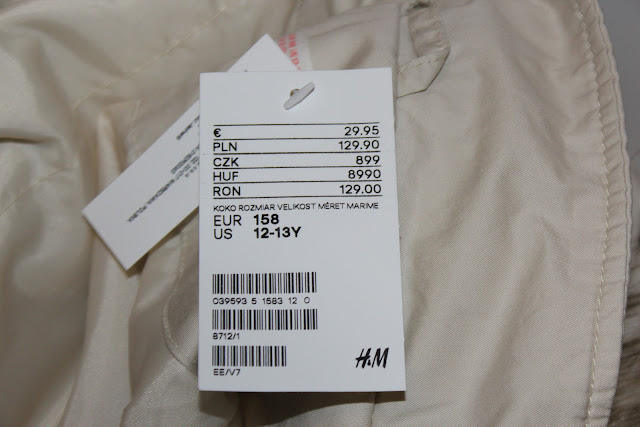 € 29.95
PLN 129.90
CZK 899
HUF 8990
RON 129.00
KOKO ROZMIAR VELIKOST MÉRET MARIME
EUR 158
US 12-13Y
039593 5 1583 12 0
8712/1
EE/V7
H&M